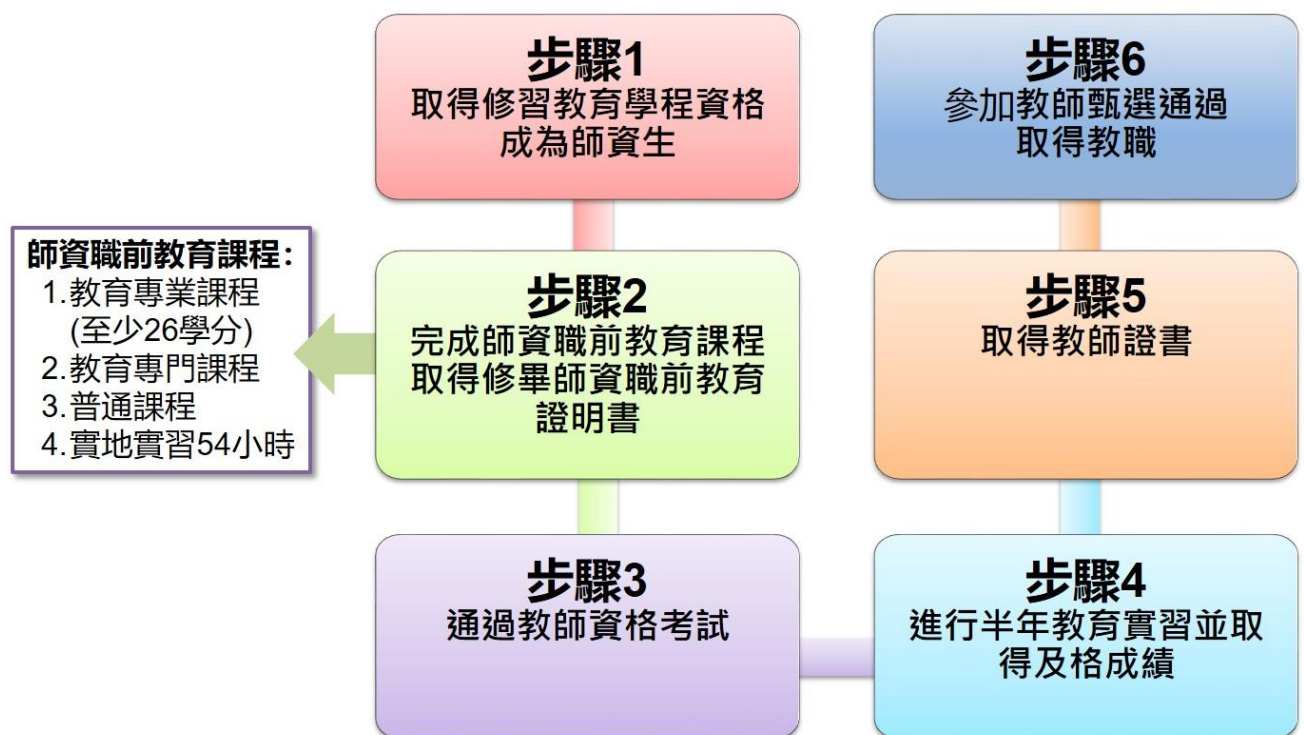 步驟1
取得修習教育學程資格
成為師資生
師資職前教育課程：
1.教育專業課程
(至少26學分)
2.教育專門課程
3.普通課程
4.實地實習54小時
步驟2
完成師資職前教育課程
取得修畢師資職前教育
證明書
步驟3
通過教師資格考試
步驟4
進行半年教育實習並取
得及格成績
步驟5
取得教師證書
步驟6
參加教師甄選通過
取得教職